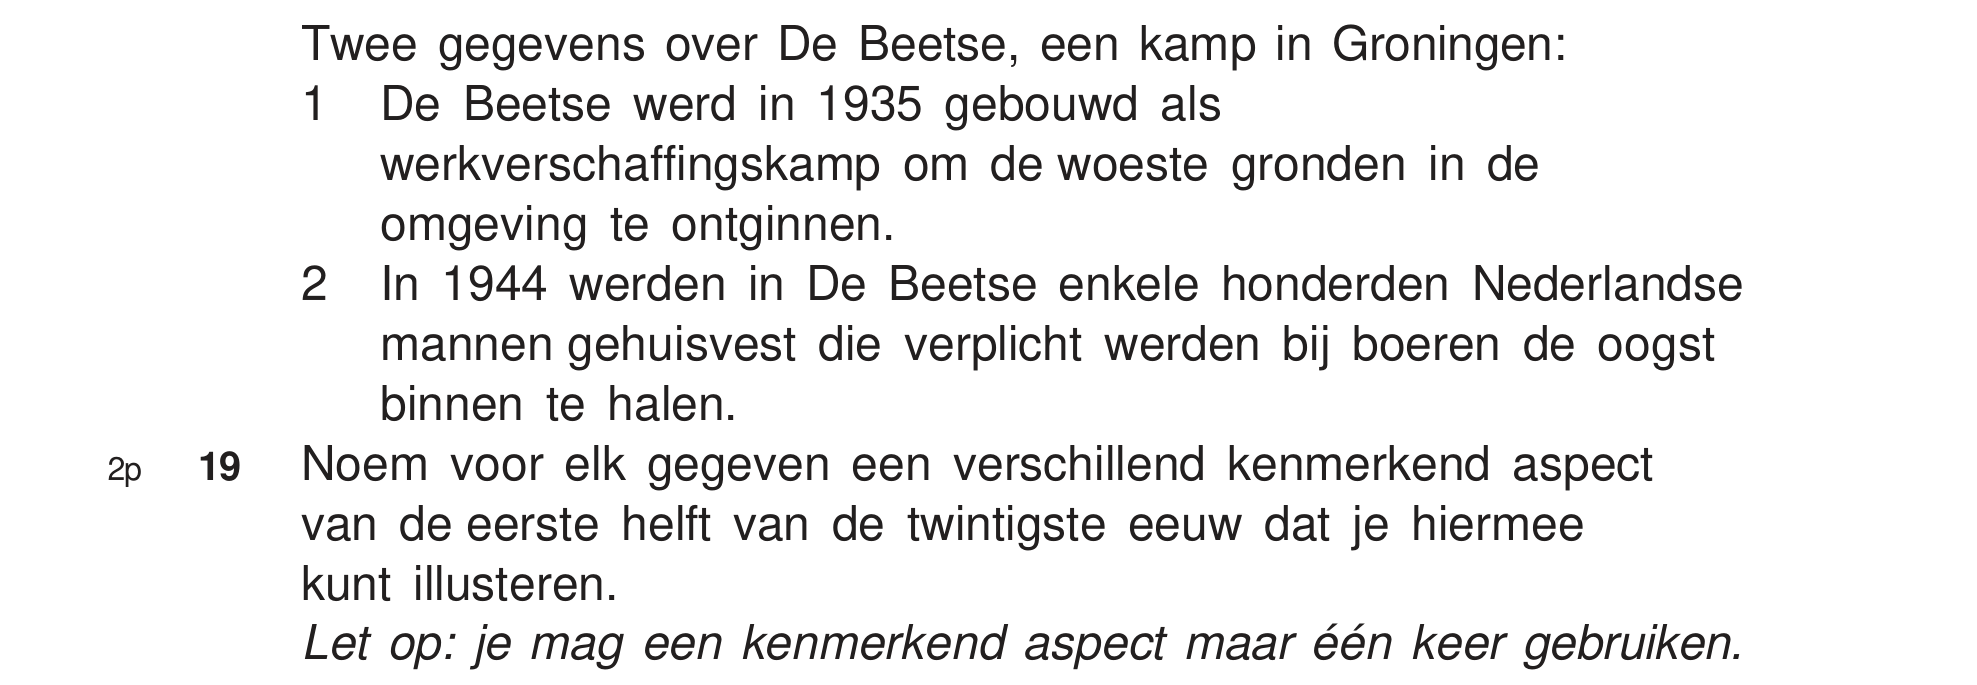 Twee gegevens over De Beetse, een kamp in Groningen:
1 De Beetse werd in 1935 gebouwd als
werkverschaffingskamp om de woeste gronden in de
omgeving te ontginnen.
2 In 1944 werden in De Beetse enkele honderden Nederlandse
mannen gehuisvest die verplicht werden bij boeren de oogst
binnen te halen.
2p 19 Noem voor elk gegeven een verschillend kenmerkend aspect
van de eerste helft van de twintigste eeuw dat je hiermee
kunt illusteren.
Let op: je mag een kenmerkend aspect maar één keer gebruiken.